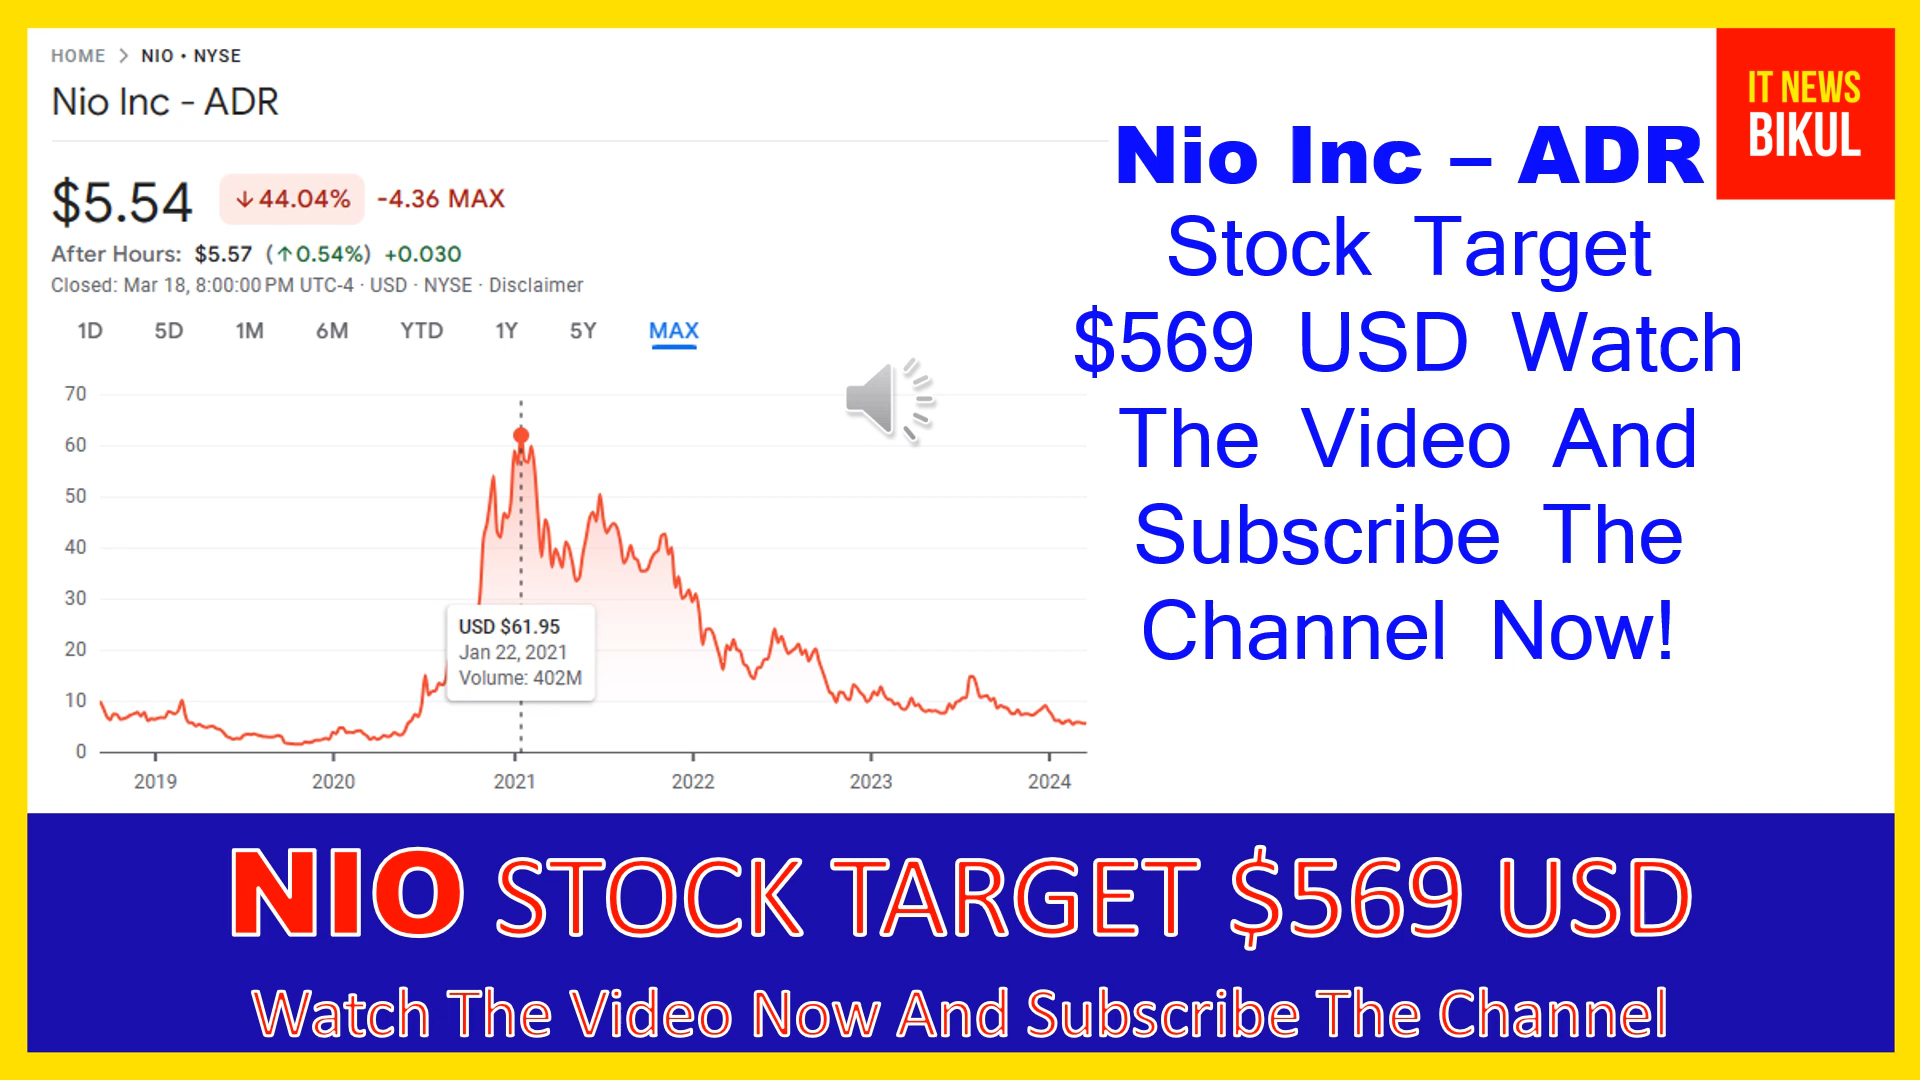 HOME > NIO • NYSE
Nio Inc - ADR
$5.54 ↓44.04% -4.36 MAX
After Hours: $5.57 (↑0.54%) +0.030
Closed: Mar 18, 8:00:00 PM UTC-4 · USD · NYSE · Disclaimer
1D 5D 1M 6M YTD 1Y 5Y MAX
70
60
50
40
30
20
10
0
USD $61.95
Jan 22, 2021
Volume: 402M
2019 2020 2021 2022 2023 2024
IT NEWS
BIKUL
Nio Inc – ADR
Stock Target
$569 USD Watch
The Video And
Subscribe The
Channel Now!
NIO STOCK TARGET $569 USD
Watch The Video Now And Subscribe The Channel